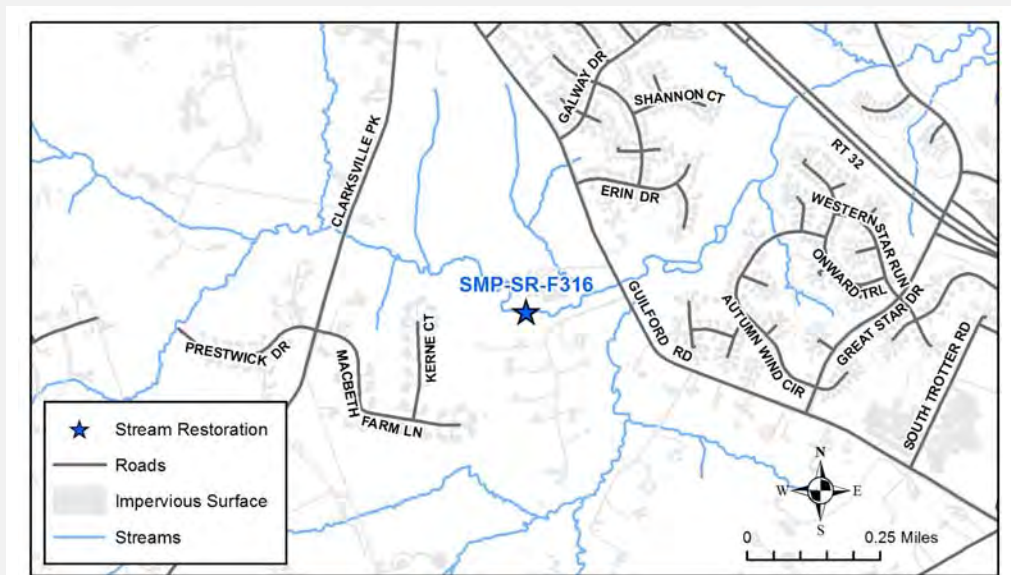 GALWAY DR
SHANNON CT
CLARKSVILLE PK
RT 32
ERIN DR
WESTERN STAR RUN
SMP-SR-F316
ONWARD TRL
GUILFORD RD
AUTUMN WIND CIR
GREAT STAR DR
PRESTWICK DR
MACBETH FARM LN
KERNE CT
SOUTH TROTTER RD
Stream Restoration
Roads
Impervious Surface
Streams
N
W E
S
0 0.25 Miles